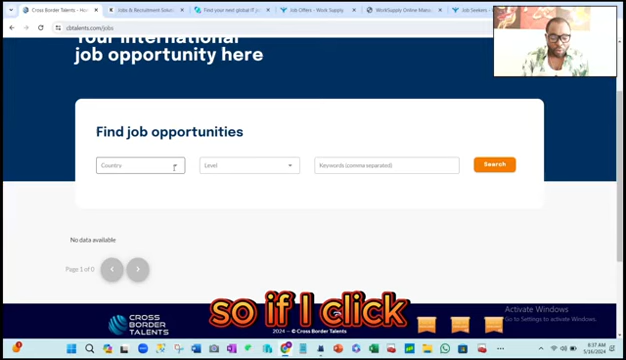 Cross Border Talents - Ho
Jobs & Recruitment Solut
Find your next global IT j
Job Offers - Work Supply
WorkSupply Online Manu
Job Seekers -
cbtalents.com/jobs
Your international
job opportunity here
Find job opportunities
Country
Level
Keywords (comma separated)
Search
No data available
Page 1 of 0
so if I click
CROSS
BORDER
TALENTS
2024 — © Cross Border Talents
Activate Windows
Go to Settings to activate Windows.
8:37 AM
5/16/2024